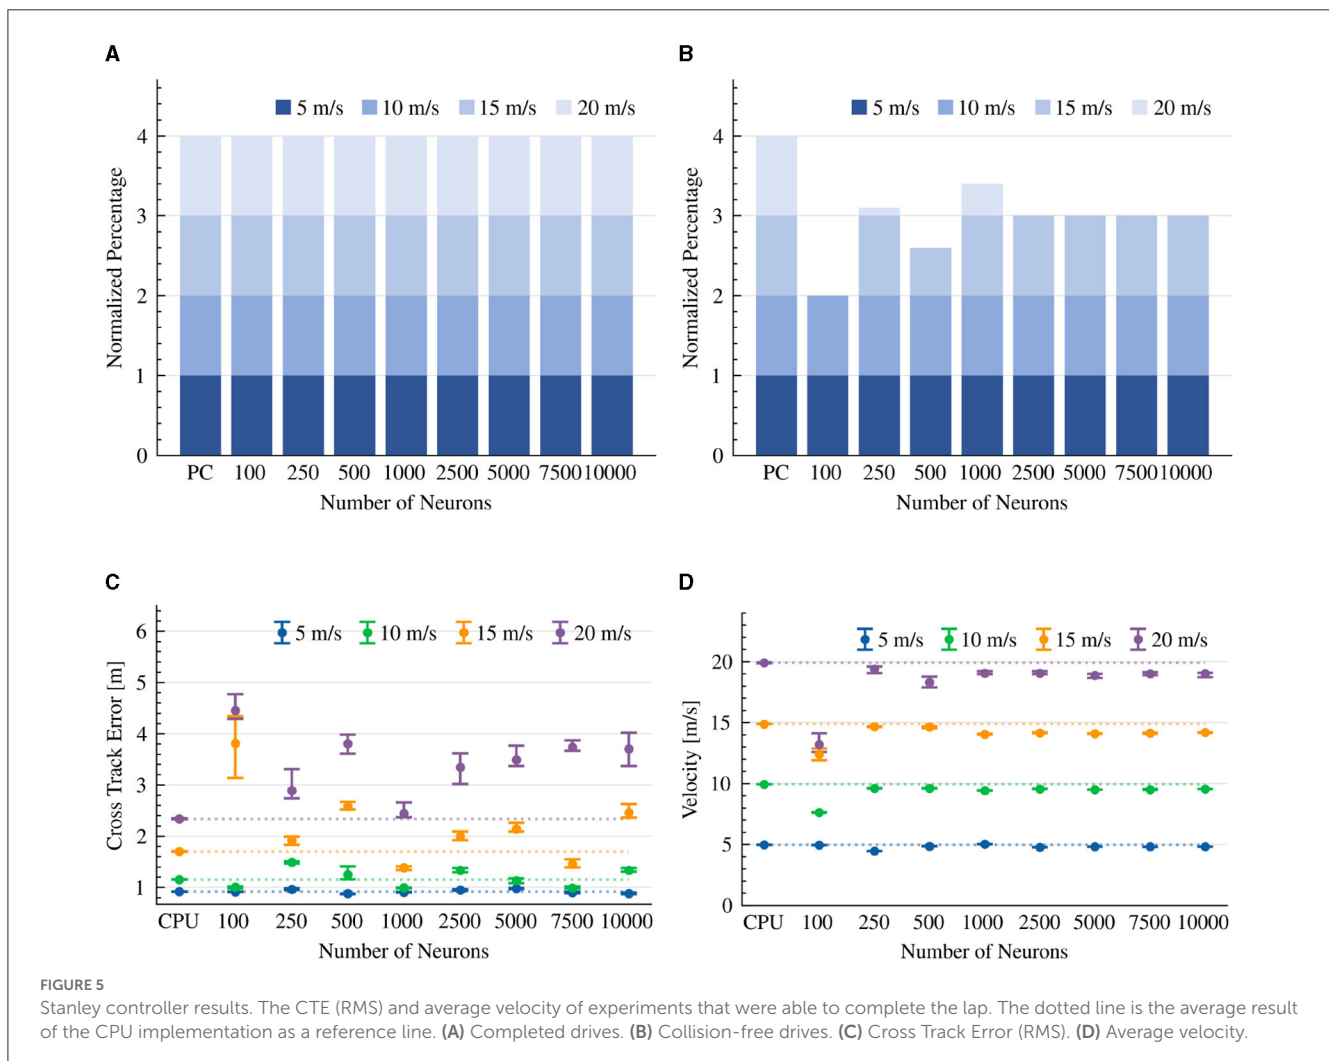 A
5 m/s 10 m/s 15 m/s 20 m/s
Normalized Percentage
4
3
2
1
0
PC 100 250 500 1000 2500 5000 7500 10000
Number of Neurons
B
5 m/s 10 m/s 15 m/s 20 m/s
Normalized Percentage
4
3
2
1
0
PC 100 250 500 1000 2500 5000 7500 10000
Number of Neurons
C
5 m/s 10 m/s 15 m/s 20 m/s
Cross Track Error [m]
6
5
4
3
2
1
CPU 100 250 500 1000 2500 5000 7500 10000
Number of Neurons
D
5 m/s 10 m/s 15 m/s 20 m/s
Velocity [m/s]
20
15
10
5
0
CPU 100 250 500 1000 2500 5000 7500 10000
Number of Neurons
FIGURE 5
Stanley controller results. The CTE (RMS) and average velocity of experiments that were able to complete the lap. The dotted line is the average result
of the CPU implementation as a reference line. (A) Completed drives. (B) Collision-free drives. (C) Cross Track Error (RMS). (D) Average velocity.